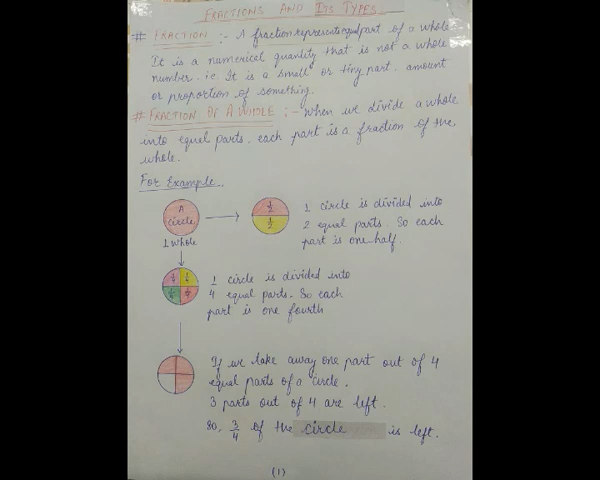 FRACTIONS AND ITS TYPES
# FRACTION :- A fraction represents equal part of a whole.
It is a numerical quantity that is not a whole
number. i.e. It is a small or tiny part. amount
or proportion of something.
# FRACTION OF A WHOLE :- When we divide a whole
into equal parts. each part is a fraction of the
whole.
For Example..
A
circle
1 Whole
1/2
1/2
1 circle is divided into
2 equal parts So each
part is one half.
1/4 1/4
1/4 1/4
1 circle is divided into
4 equal parts. So each
part is one fourth
If we take away one part out of 4
equal parts of a circle.
3 parts out of 4 are left.
So, 3/4 of the circle is left.
(1)